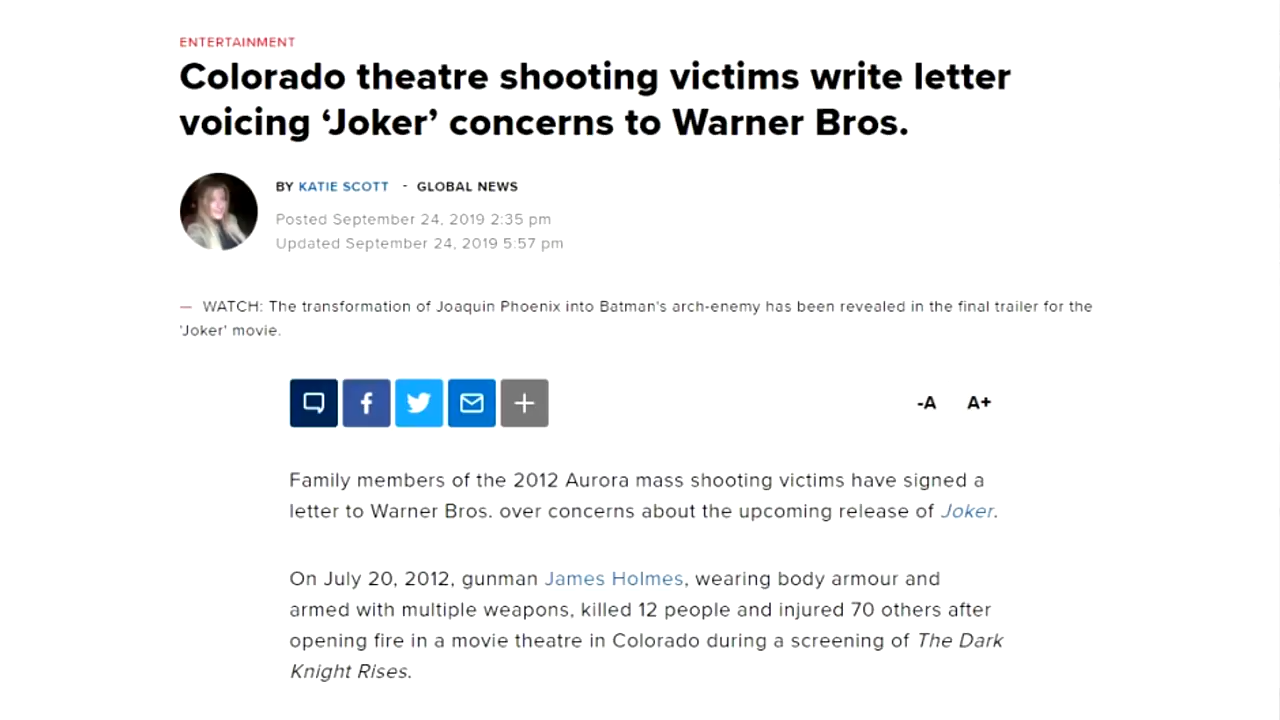 ENTERTAINMENT
Colorado theatre shooting victims write letter
voicing ‘Joker’ concerns to Warner Bros.
BY KATIE SCOTT - GLOBAL NEWS
Posted September 24, 2019 2:35 pm
Updated September 24, 2019 5:57 pm
— WATCH: The transformation of Joaquin Phoenix into Batman's arch-enemy has been revealed in the final trailer for the
'Joker' movie.
-A A+
Family members of the 2012 Aurora mass shooting victims have signed a
letter to Warner Bros. over concerns about the upcoming release of Joker.
On July 20, 2012, gunman James Holmes, wearing body armour and
armed with multiple weapons, killed 12 people and injured 70 others after
opening fire in a movie theatre in Colorado during a screening of The Dark
Knight Rises.